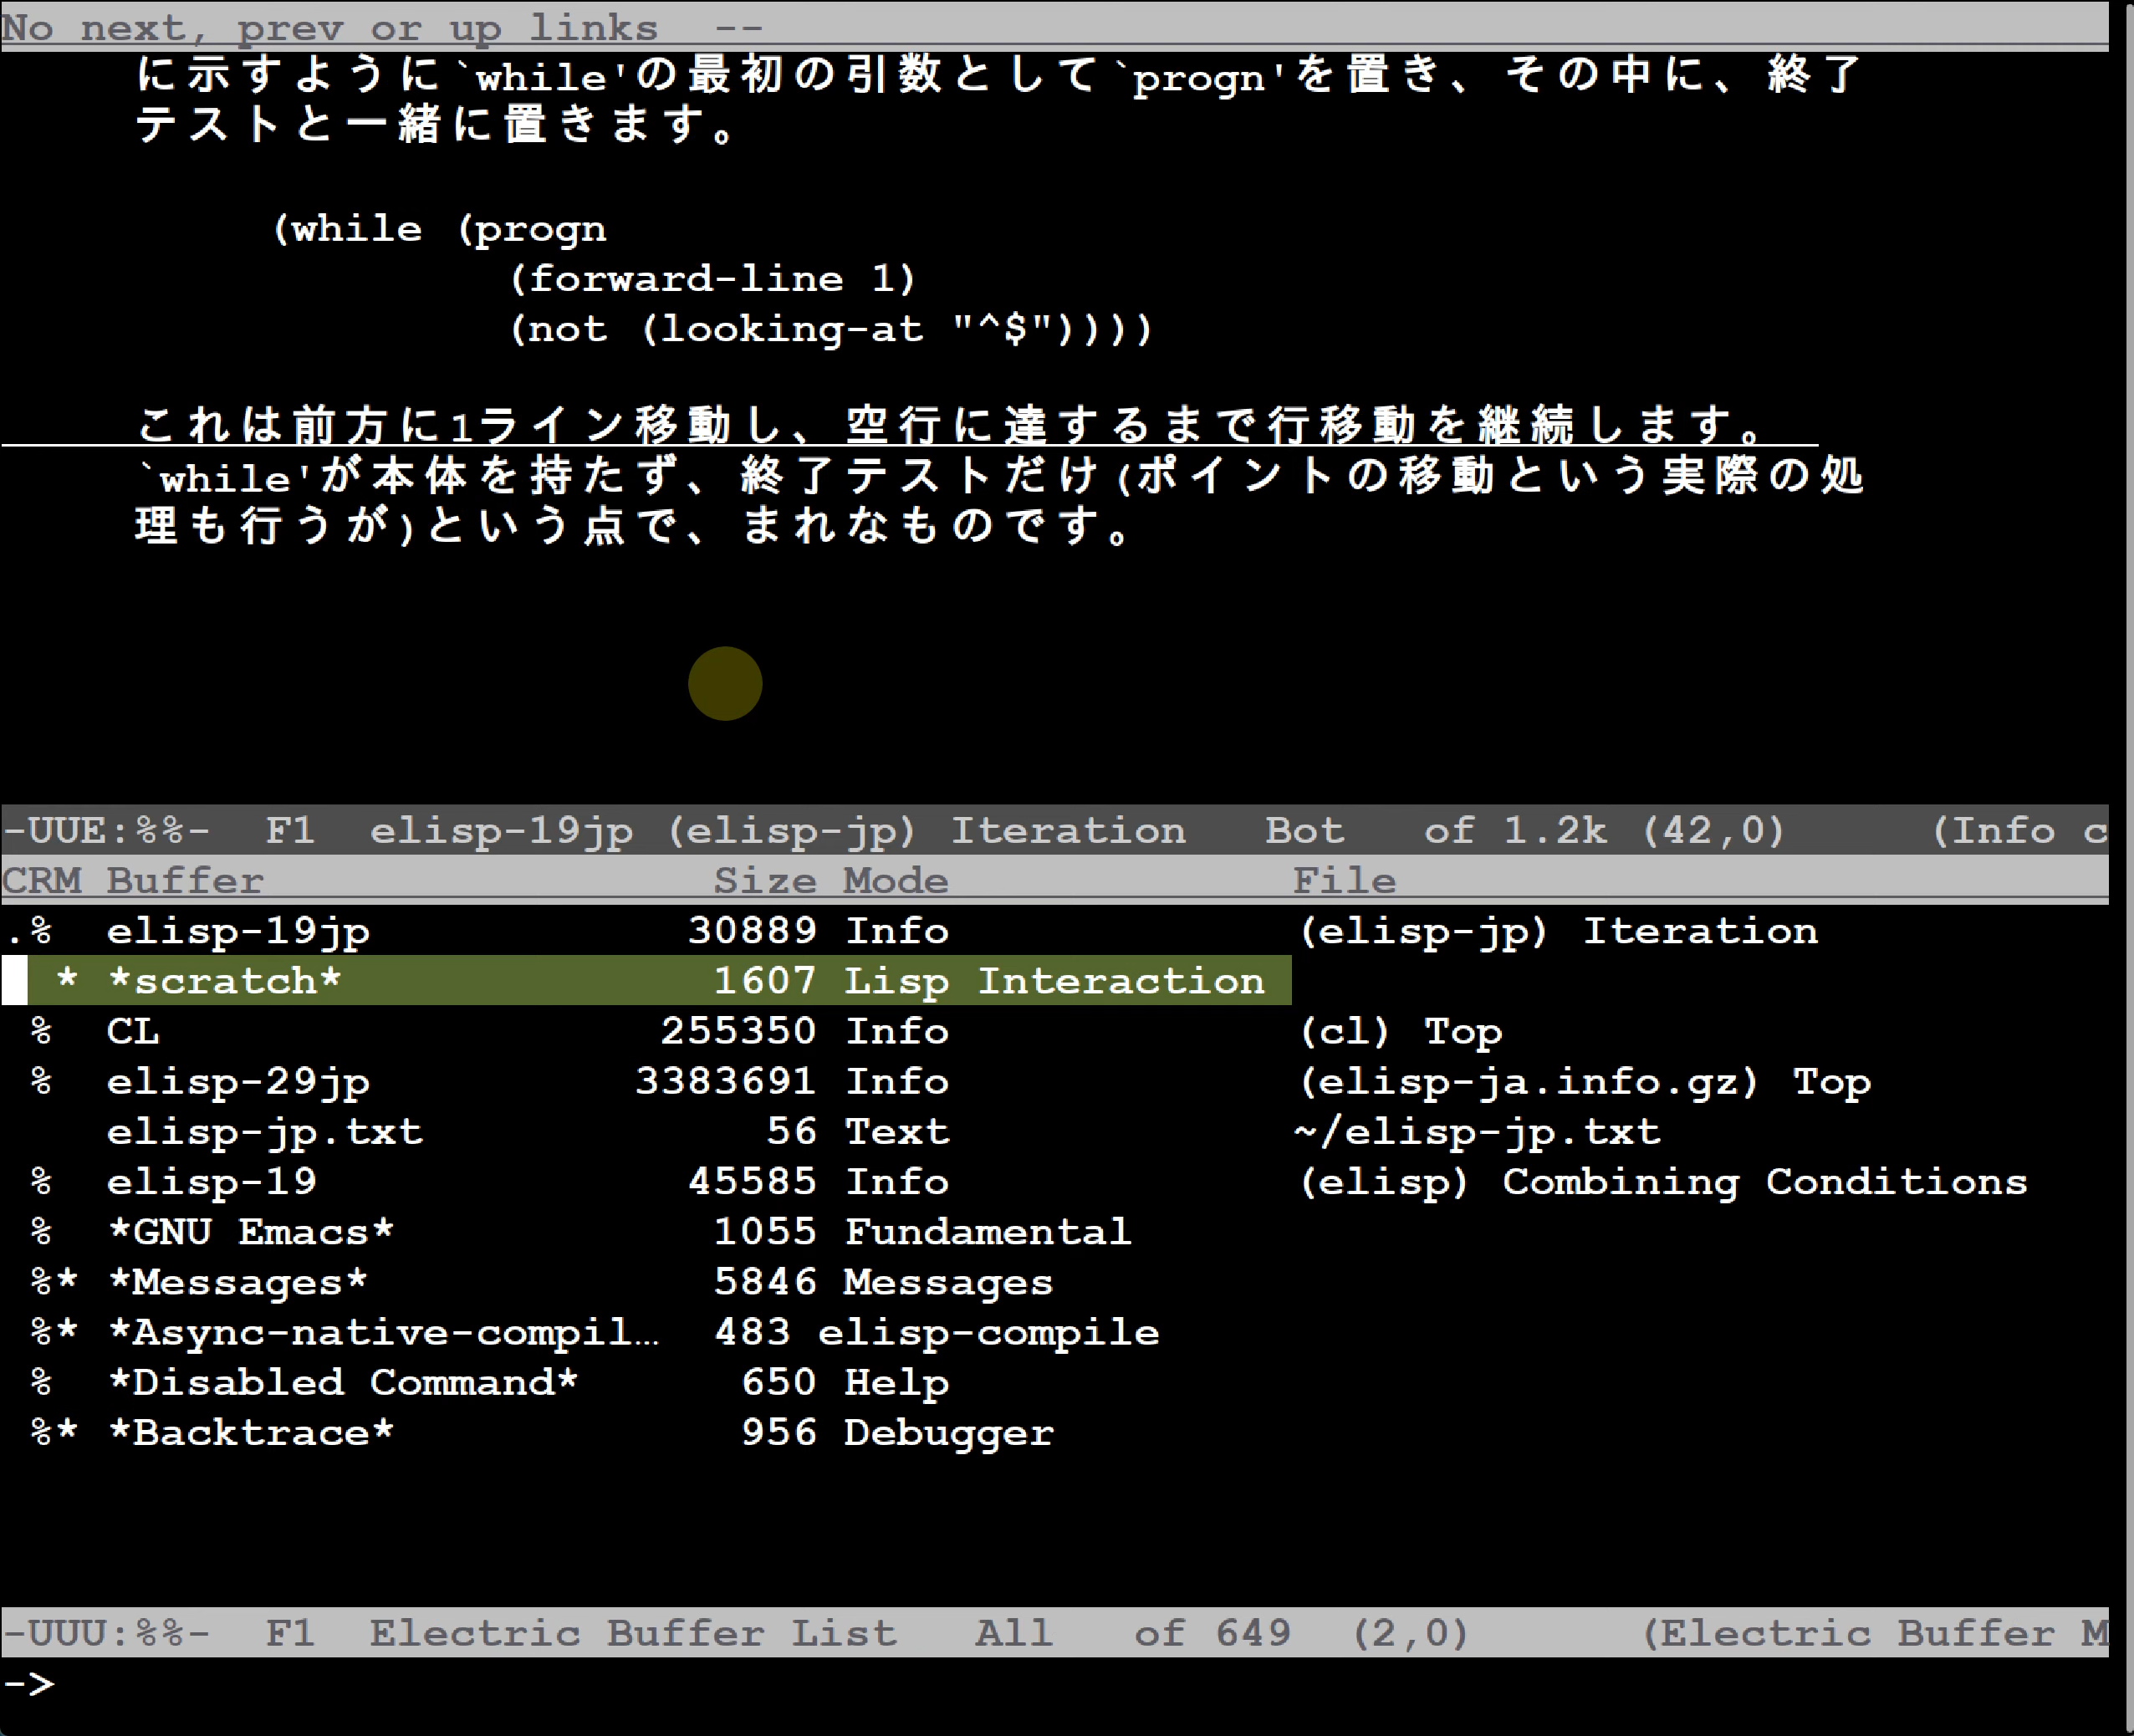 No next, prev or up links  --
に示すように`while'の最初の引数として`progn'を置き、その中に、終了
テストと一緒に置きます。
(while (progn
(forward-line 1)
(not (looking-at "^$"))))
これは前方に1ライン移動し、空行に達するまで行移動を継続します。
`while'が本体を持たず、終了テストだけ(ポイントの移動という実際の処
理も行うが)という点で、まれなものです。
-UUE:%%-  F1  elisp-19jp (elisp-jp) Iteration   Bot   of 1.2k (42,0)      (Info c
CRM Buffer                 Size Mode             File
.%  elisp-19jp            30889 Info             (elisp-jp) Iteration
* *scratch*              1607 Lisp Interaction
%  CL                   255350 Info             (cl) Top
%  elisp-29jp          3383691 Info             (elisp-ja.info.gz) Top
elisp-jp.txt             56 Text             ~/elisp-jp.txt
%  elisp-19              45585 Info             (elisp) Combining Conditions
%  *GNU Emacs*            1055 Fundamental
%* *Messages*             5846 Messages
%* *Async-native-compil…  483 elisp-compile
%  *Disabled Command*      650 Help
%* *Backtrace*             956 Debugger
-UUU:%%-  F1  Electric Buffer List   All   of 649  (2,0)       (Electric Buffer M
->